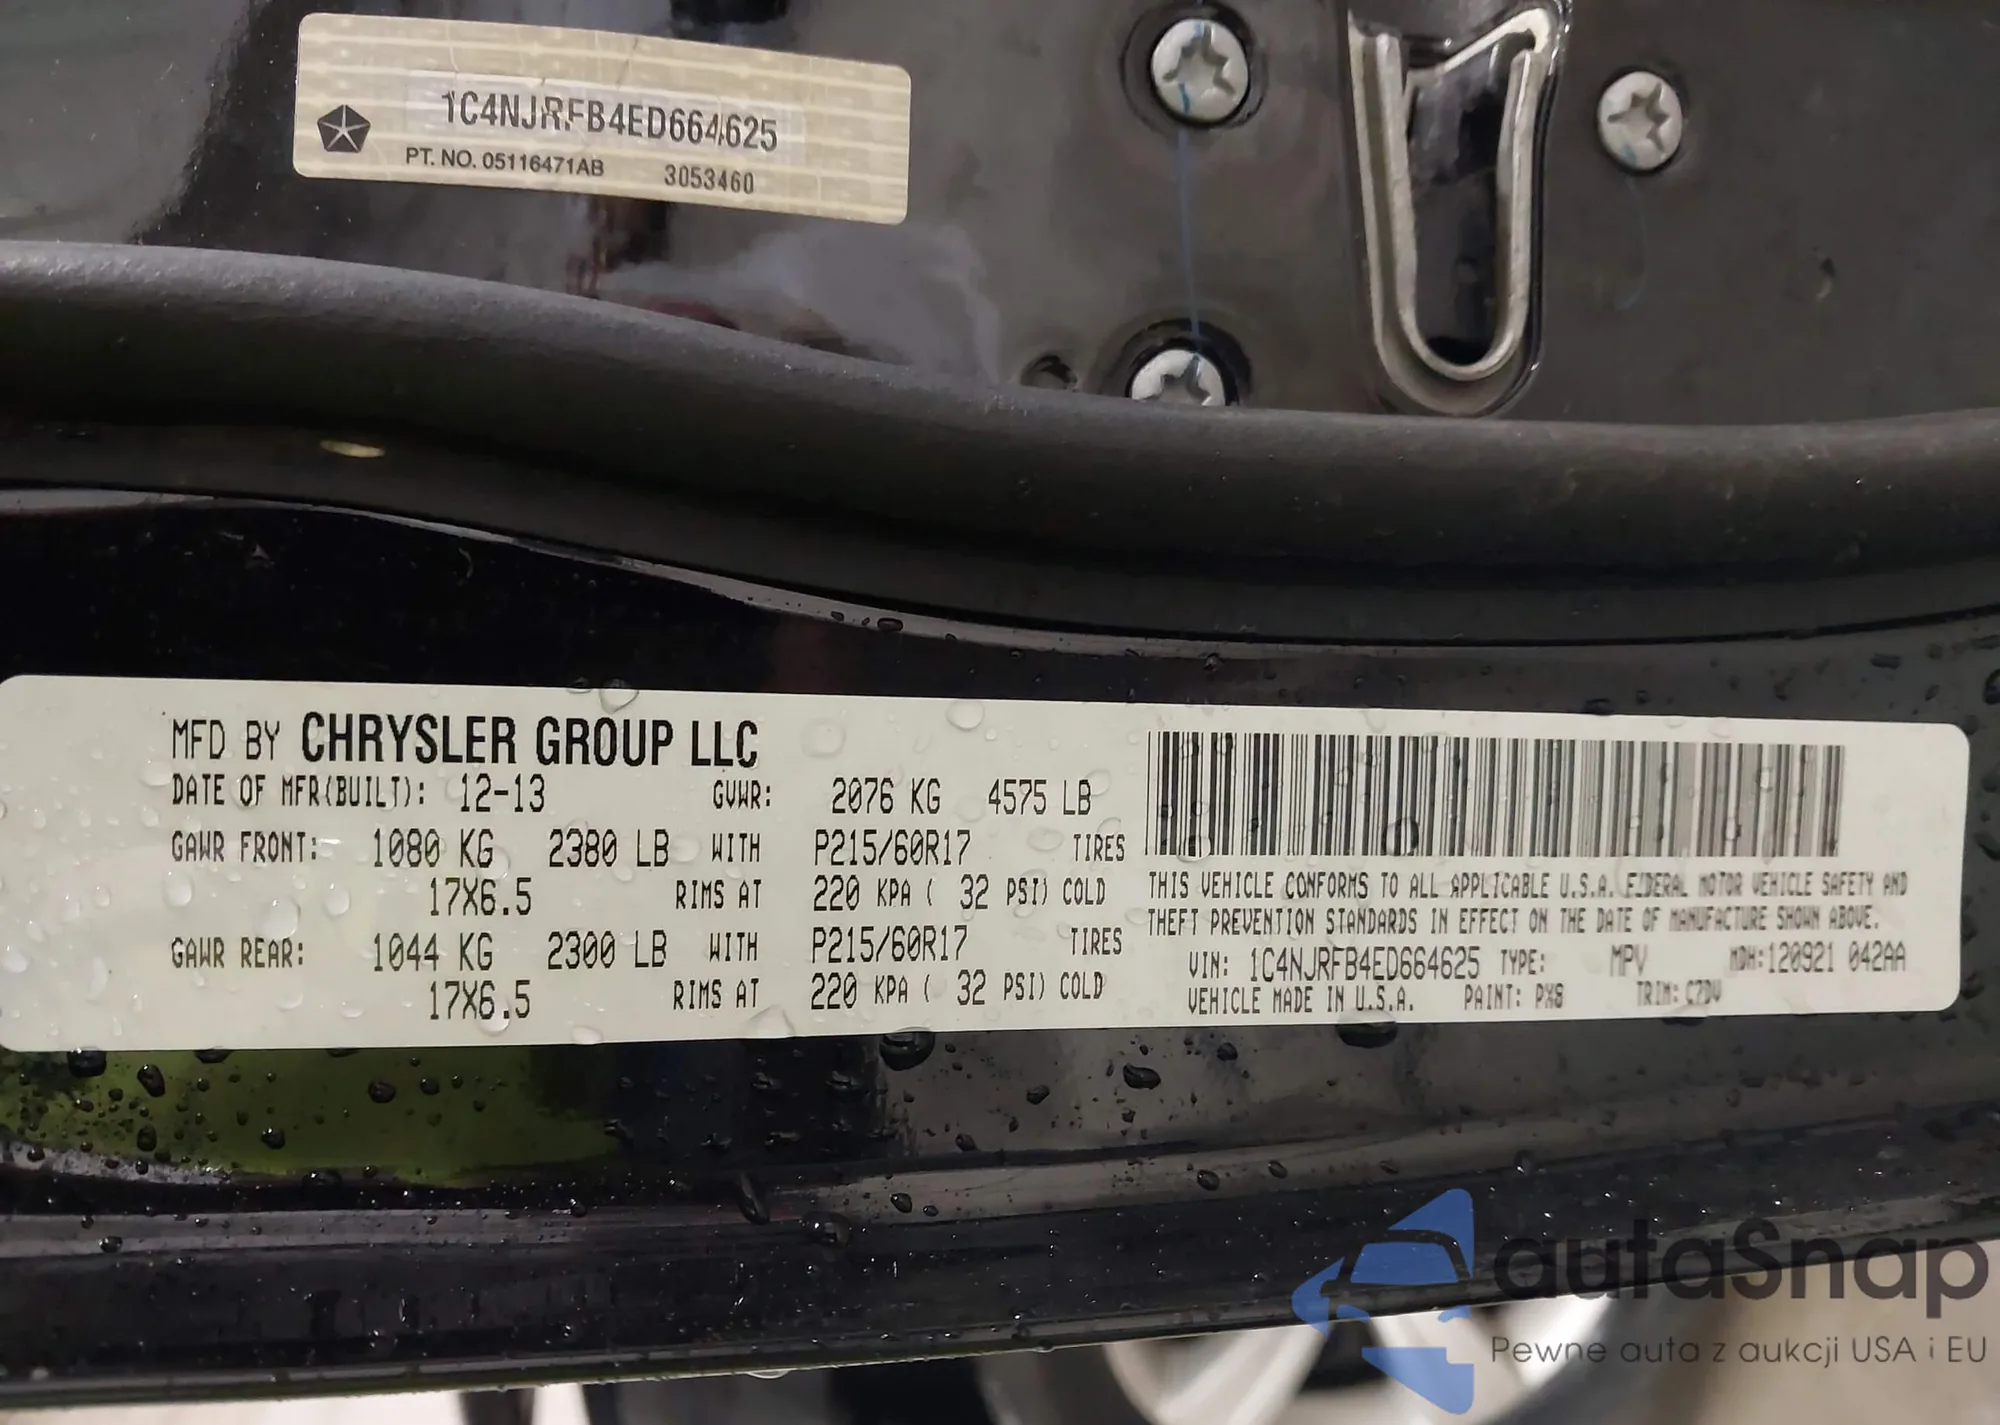 1C4NJRFB4ED664625
PT. NO. 05116471AB 3053460
MFD BY CHRYSLER GROUP LLC
DATE OF MFR(BUILT): 12-13 GVWR: 2076 KG 4575 LB
GAWR FRONT: 1080 KG 2380 LB WITH P215/60R17 TIRES
17X6.5 RIMS AT 220 KPA ( 32 PSI) COLD
GAWR REAR: 1044 KG 2300 LB WITH P215/60R17 TIRES
17X6.5 RIMS AT 220 KPA ( 32 PSI) COLD
THIS VEHICLE CONFORMS TO ALL APPLICABLE U.S.A. FEDERAL MOTOR VEHICLE SAFETY AND
THEFT PREVENTION STANDARDS IN EFFECT ON THE DATE OF MANUFACTURE SHOWN ABOVE.
VIN: 1C4NJRFB4ED664625 TYPE: MPV MDH:120921 042AA
VEHICLE MADE IN U.S.A. PAINT: PX8 TRIM: C7DV
autaSnap
Pewne auta z aukcji USA i EU